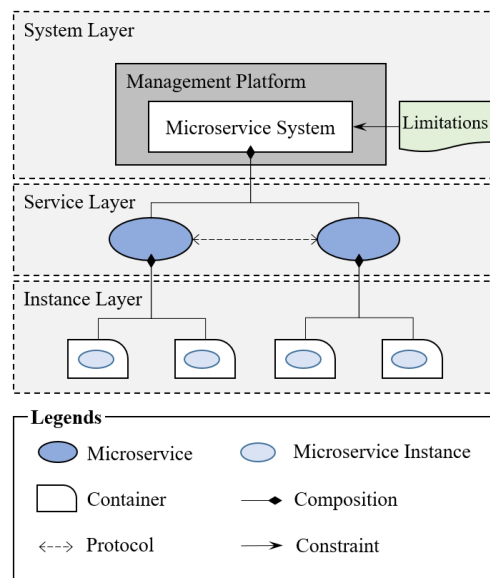 System Layer
Management Platform
Microservice System
Limitations
Service Layer
Instance Layer
Legends
Microservice
Microservice Instance
Container
Composition
Protocol
Constraint